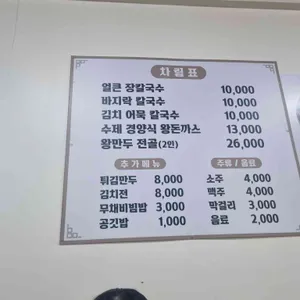 차림표
얼큰 장칼국수 10,000
바지락 칼국수 10,000
김치 어묵 칼국수 10,000
수제 경양식 왕돈까스 13,000
왕만두 전골(2인) 26,000
추가메뉴
튀김만두 8,000
김치전 8,000
무채비빔밥 3,000
공깃밥 1,000
주류 / 음료
소주 4,000
맥주 4,000
막걸리 3,000
음료 2,000